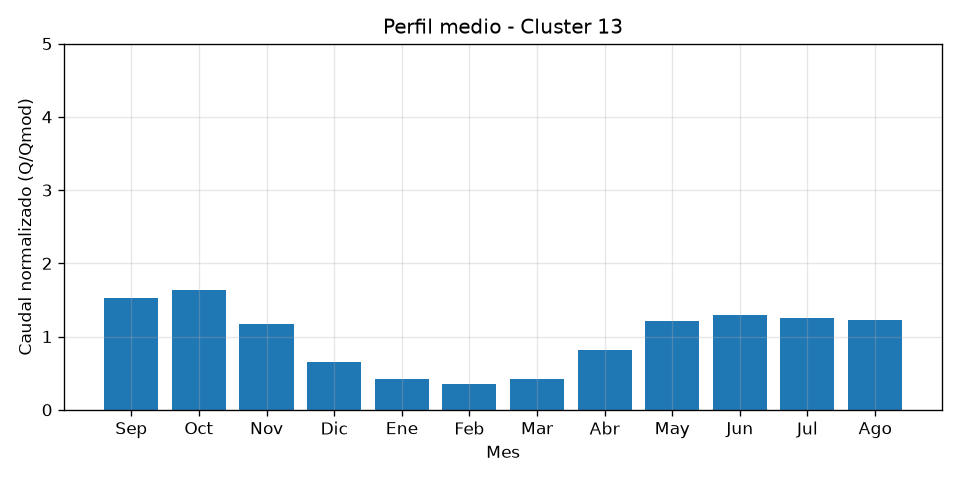 Perfil medio - Cluster 13
Caudal normalizado (Q/Qmod)
5
4
3
2
1
0
Sep Oct Nov Dic Ene Feb Mar Abr May Jun Jul Ago
Mes